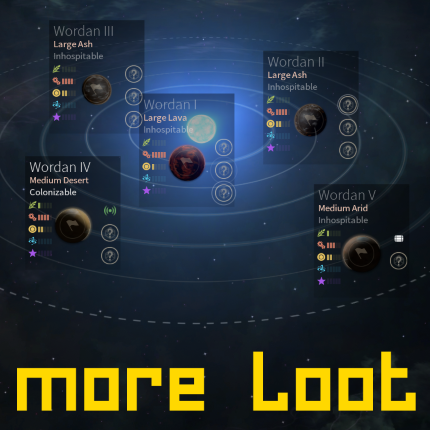 Wordan III
Large Ash
Inhospitable
Wordan II
Large Ash
Inhospitable
Wordan I
Large Lava
Inhospitable
Wordan IV
Medium Desert
Colonizable
Wordan V
Medium Arid
Inhospitable
more Loot